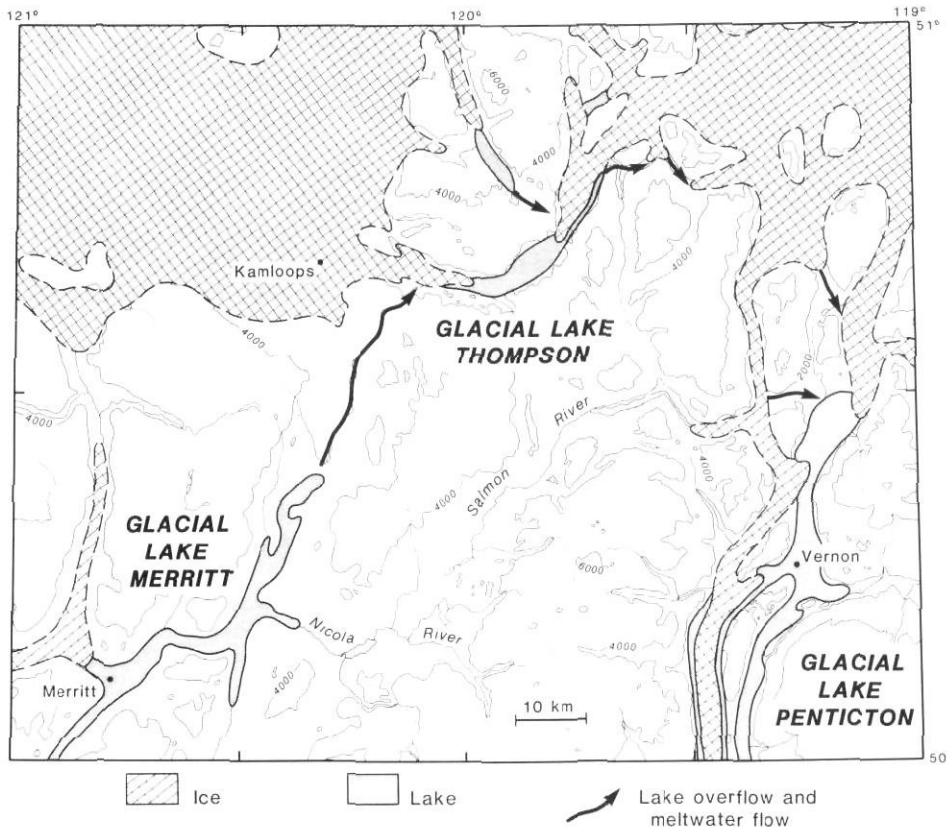 121°
120°
119°
51°
6000
4000
4000
4000
Kamloops
4000
GLACIAL LAKE
THOMPSON
4000
2000
4000
River
4000
Salmon
4000
GLACIAL
LAKE
MERRITT
6000
Vernon
Nicola
River
4000
Merritt
4000
10 km
GLACIAL
LAKE
PENTICTON
50
Ice
Lake
Lake overflow and
meltwater flow